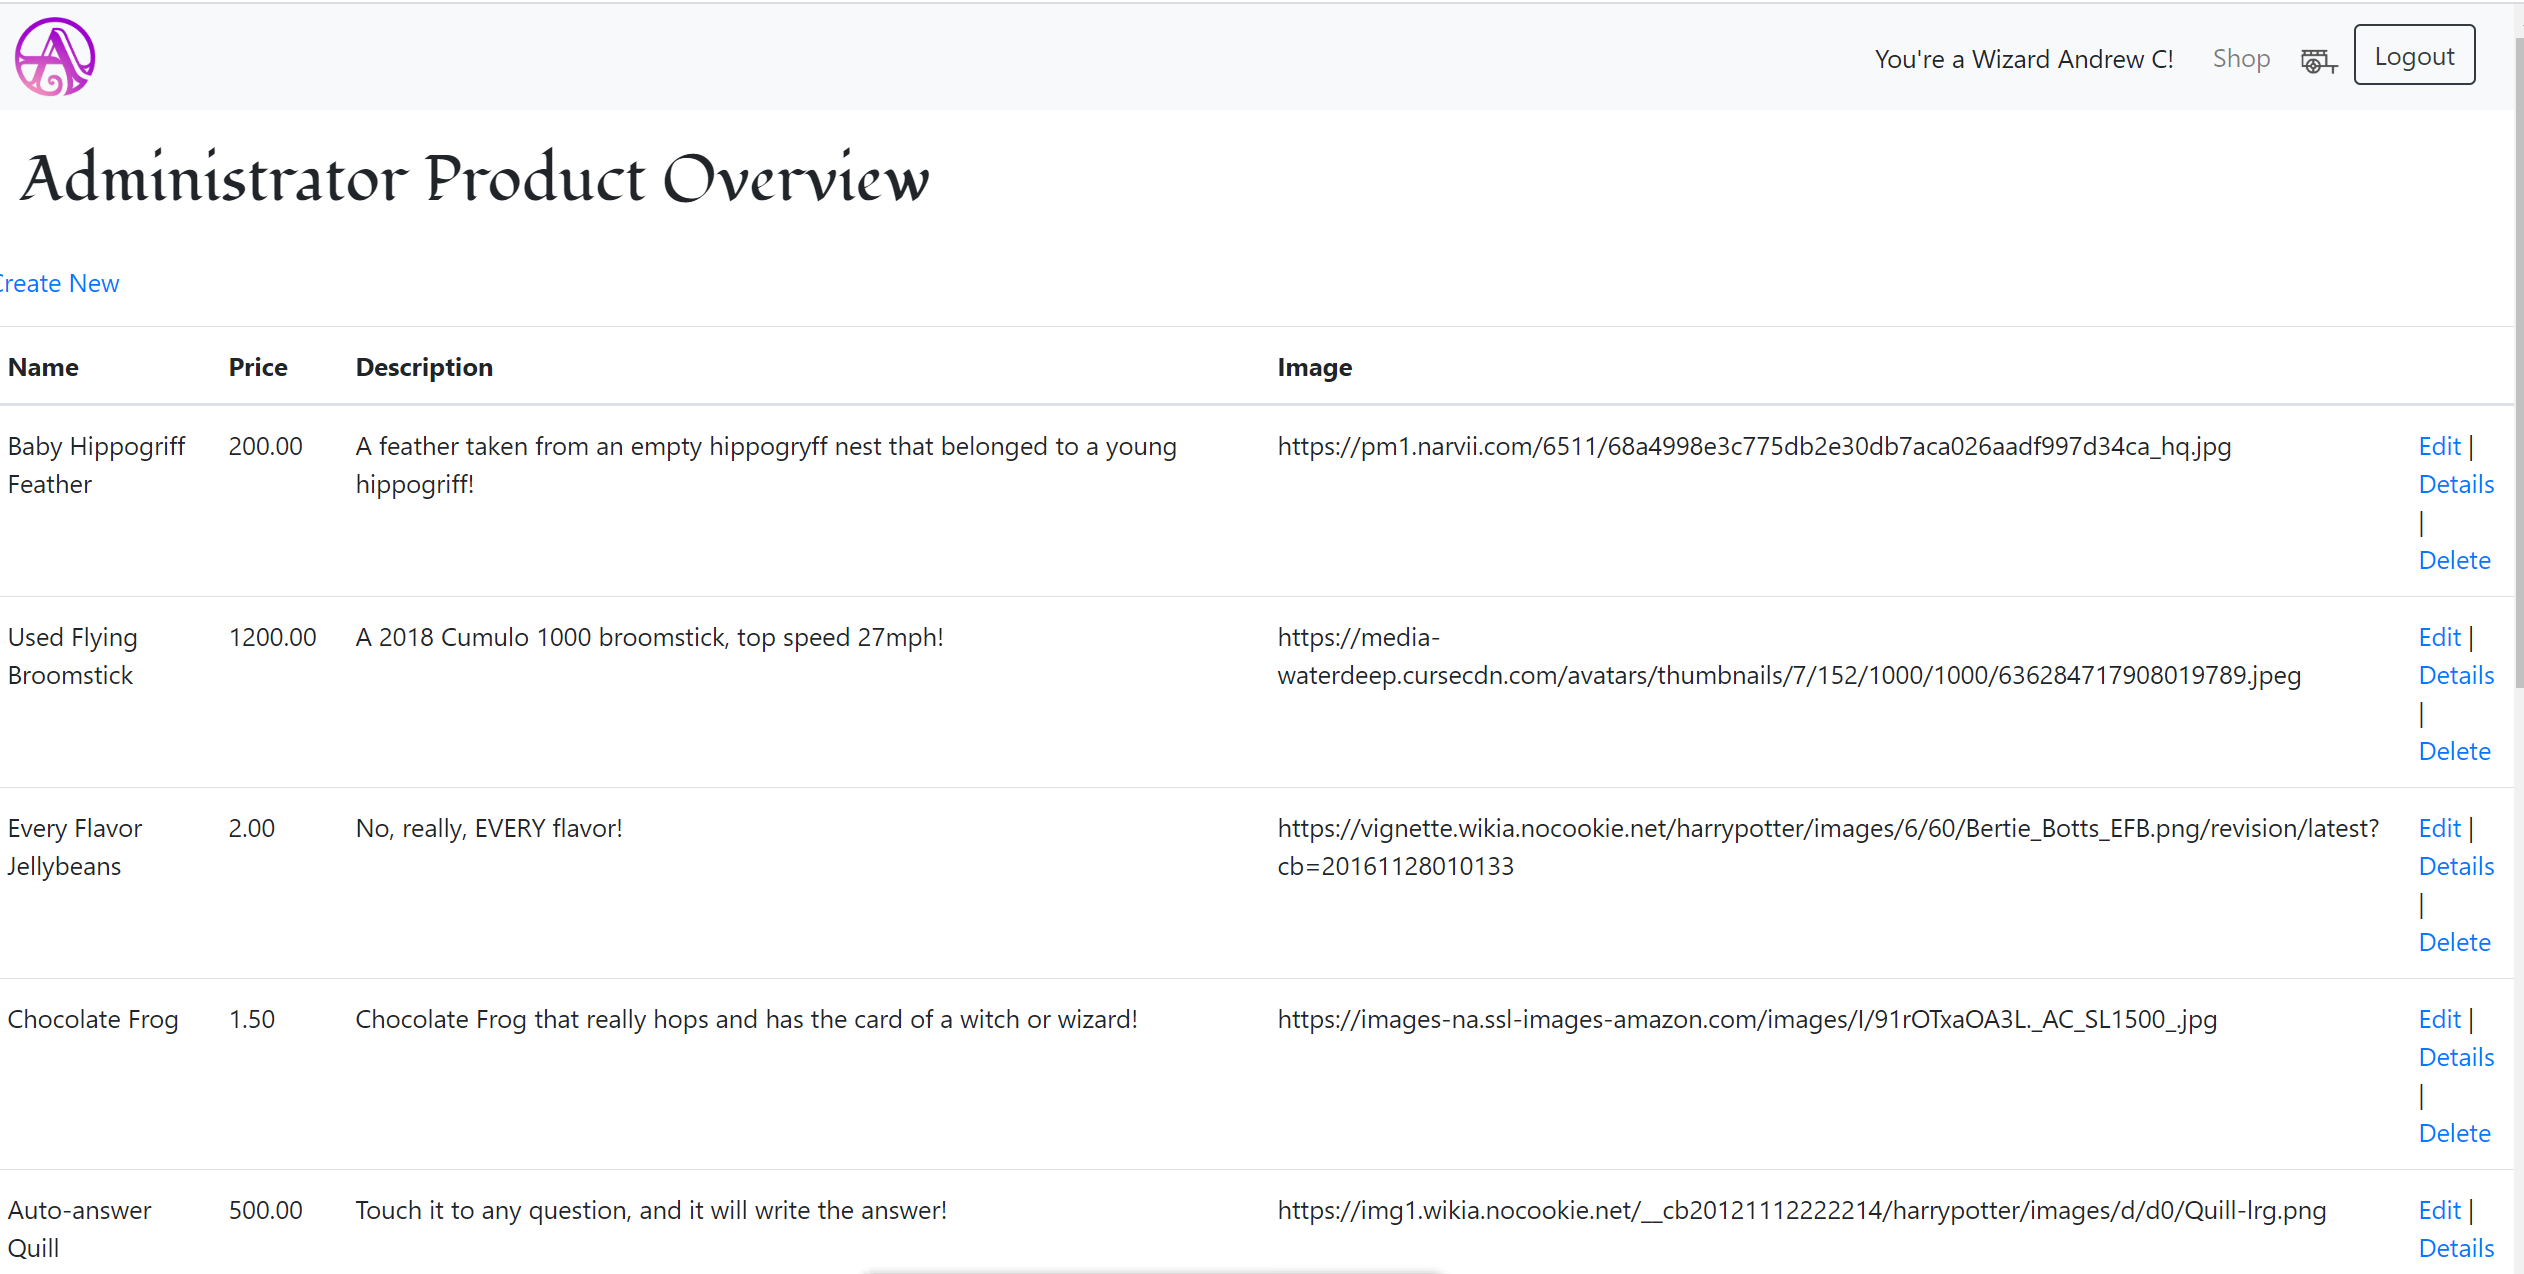 You're a Wizard Andrew C! Shop Logout
Administrator Product Overview
Create New
Name Price Description Image
Baby Hippogriff 200.00 A feather taken from an empty hippogryff nest that belonged to a young https://pm1.narvii.com/6511/68a4998e3c775db2e30db7aca026aadf997d34ca_hq.jpg Edit |
Feather hippogriff! Details
|
Delete
Used Flying 1200.00 A 2018 Cumulo 1000 broomstick, top speed 27mph! https://media- Edit |
Broomstick waterdeep.cursecdn.com/avatars/thumbnails/7/152/1000/1000/636284717908019789.jpeg Details
|
Delete
Every Flavor 2.00 No, really, EVERY flavor! https://vignette.wikia.nocookie.net/harrypotter/images/6/60/Bertie_Botts_EFB.png/revision/latest? Edit |
Jellybeans cb=20161128010133 Details
|
Delete
Chocolate Frog 1.50 Chocolate Frog that really hops and has the card of a witch or wizard! https://images-na.ssl-images-amazon.com/images/I/91rOTxaOA3L._AC_SL1500_.jpg Edit |
Details
|
Delete
Auto-answer 500.00 Touch it to any question, and it will write the answer! https://img1.wikia.nocookie.net/__cb20121112222214/harrypotter/images/d/d0/Quill-lrg.png Edit |
Quill Details